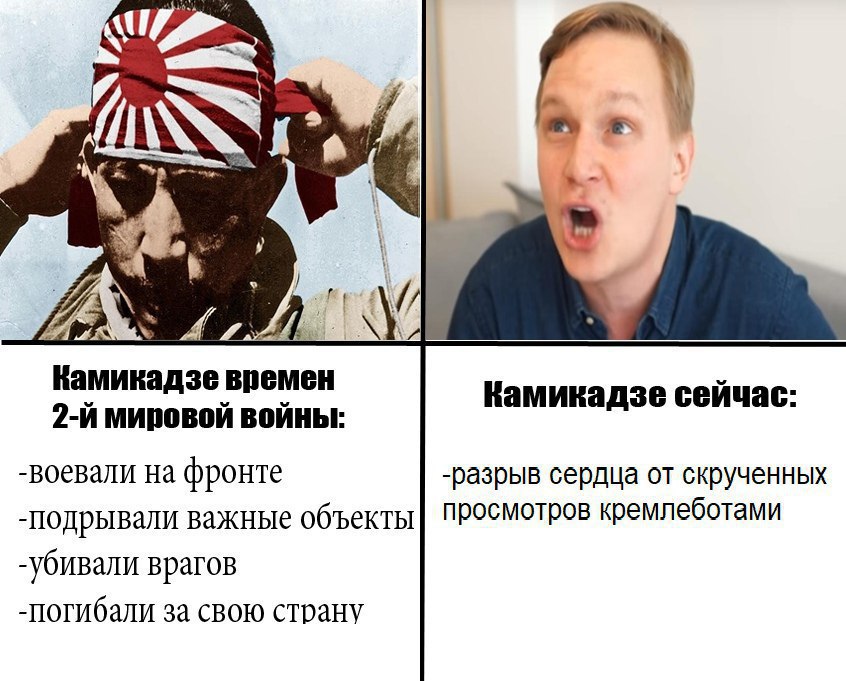 Камикадзе времен
2-й мировой войны:
-воевали на фронте
-подрывали важные объекты
-убивали врагов
-погибали за свою страну
Камикадзе сейчас:
-разрыв сердца от скрученных
просмотров кремлеботами